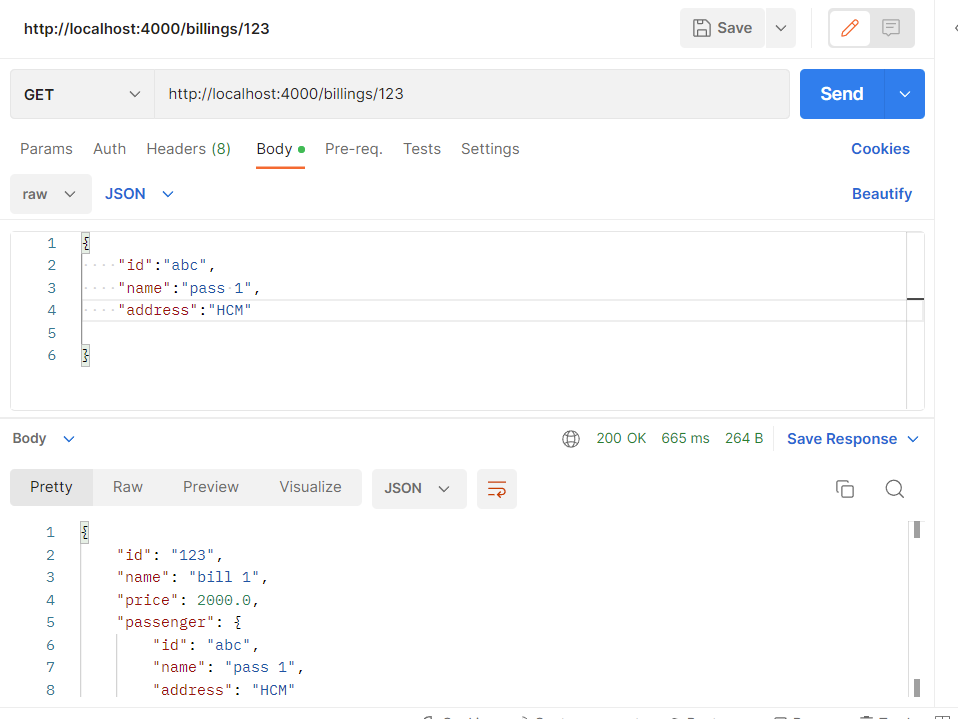 http://localhost:4000/billings/123
Save
GET
http://localhost:4000/billings/123
Send
Params Auth Headers (8) Body Pre-req. Tests Settings Cookies
raw JSON Beautify
1 {
2 "id":"abc",
3 "name":"pass 1",
4 "address":"HCM"
5
6 }
Body 200 OK 665 ms 264 B Save Response
Pretty Raw Preview Visualize JSON
1 {
2 "id": "123",
3 "name": "bill 1",
4 "price": 2000.0,
5 "passenger": {
6 "id": "abc",
7 "name": "pass 1",
8 "address": "HCM"